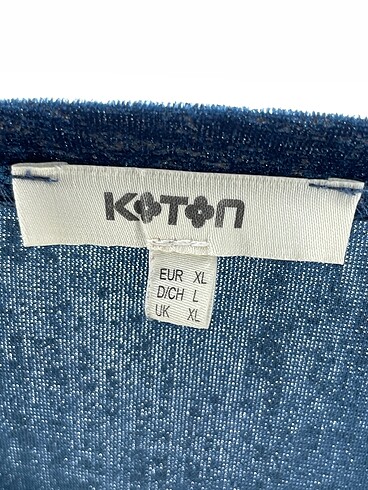 KOTON
EUR XL
D/CH L
UK XL